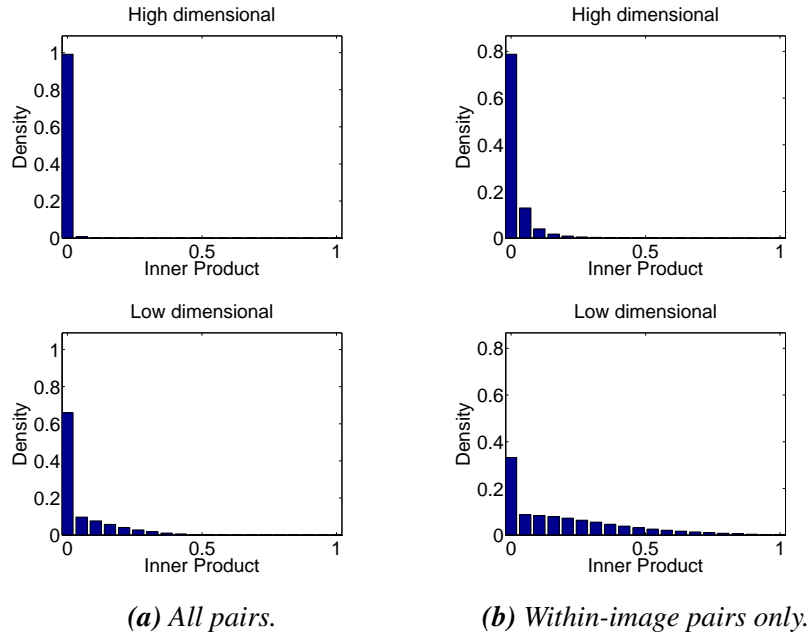 High dimensional
1
0.8
0.6
0.4
0.2
0
Density
0 0.5 1
Inner Product
High dimensional
0.8
0.6
0.4
0.2
0
Density
0 0.5 1
Inner Product
Low dimensional
1
0.8
0.6
0.4
0.2
0
Density
0 0.5 1
Inner Product
Low dimensional
0.8
0.6
0.4
0.2
0
Density
0 0.5 1
Inner Product
(a) All pairs.
(b) Within-image pairs only.